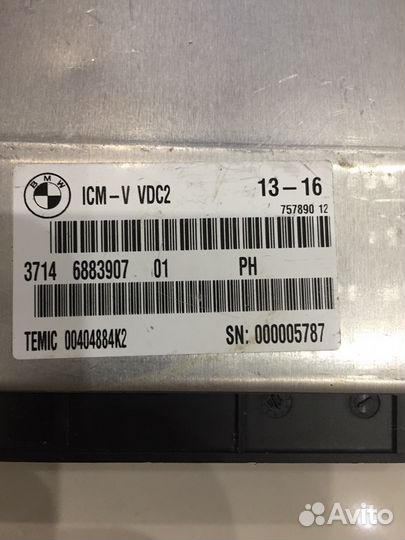 BMW
ICM-V VDC2 13-16
757890 12
3714 6883907 01 PH
TEMIC 00404884K2 SN: 000005787
Avito